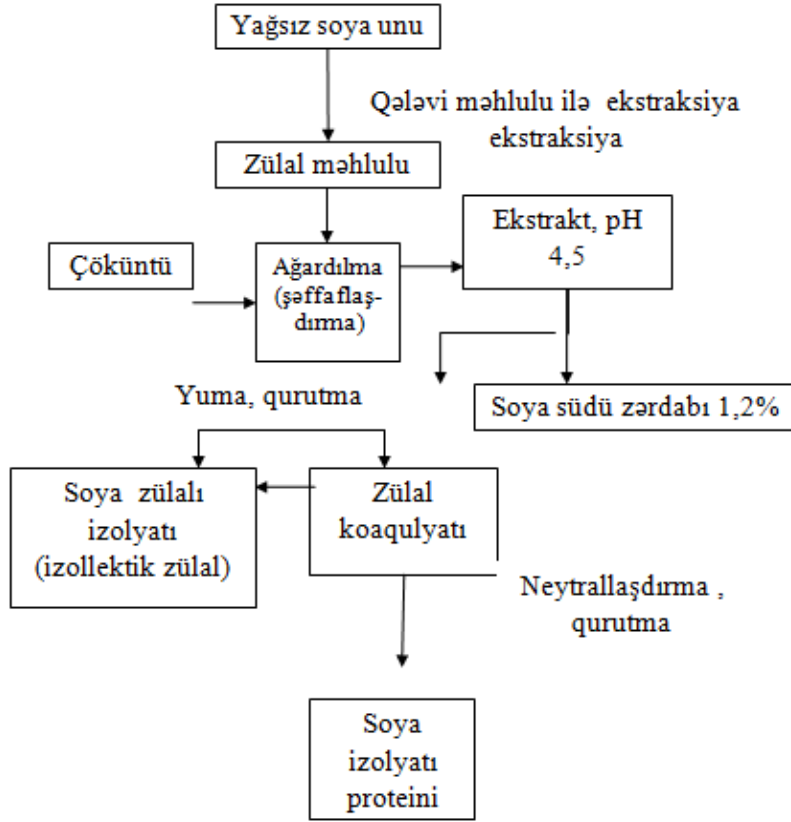 Yağsız soya unu
Qələvi məhlulu ilə ekstraksiya
ekstraksiya
Zülal məhlulu
Ekstrakt, pH
4,5
Çöküntü
Ağardılma
(şəffaflaş-
dırma)
Yuma, qurutma
Soya südü zərdabı 1,2%
Soya zülalı
izolyatı
(izollektik zülal)
Zülal
koaqulyatı
Neytrallaşdırma ,
qurutma
Soya
izolyatı
proteini